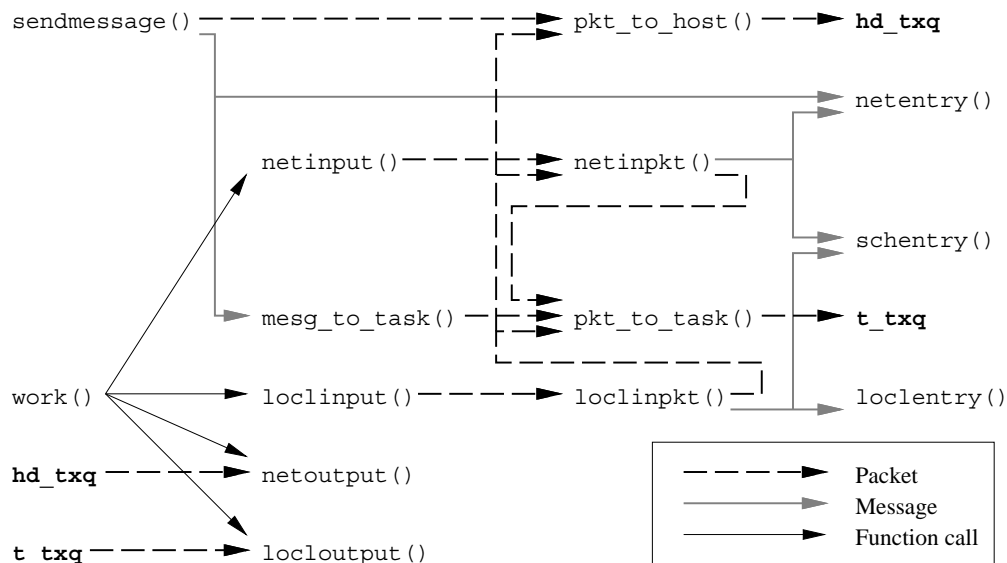 sendmessage() pkt_to_host() hd_txq
netentry()
netinput() netinpkt()
schentry()
mesg_to_task() pkt_to_task() t_txq
work() loclinput() loclinpkt() loclentry()
hd_txq netoutput() Packet
Message
Function call
t_txq locloutput()